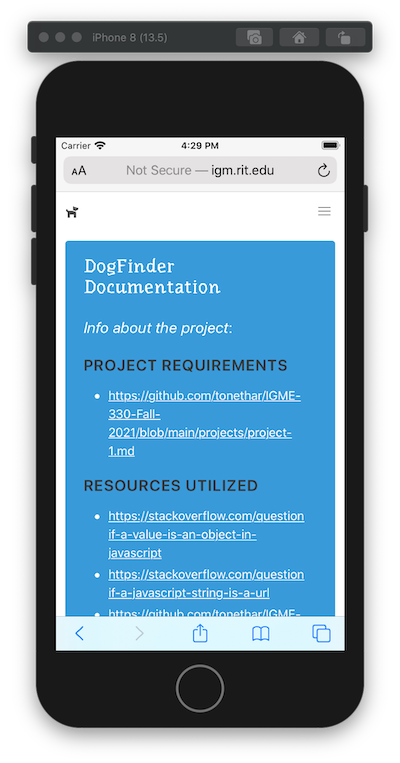 iPhone 8 (13.5)
Carrier
4:29 PM
AA
Not Secure — igm.rit.edu
DogFinder
Documentation
Info about the project:
PROJECT REQUIREMENTS
https://github.com/tonethar/IGME-
330-Fall-
2021/blob/main/projects/project-
1.md
RESOURCES UTILIZED
https://stackoverflow.com/question
if-a-value-is-an-object-in-
javascript
https://stackoverflow.com/question
if-a-javascript-string-is-a-url
https://github.com/tonethar/IGME-